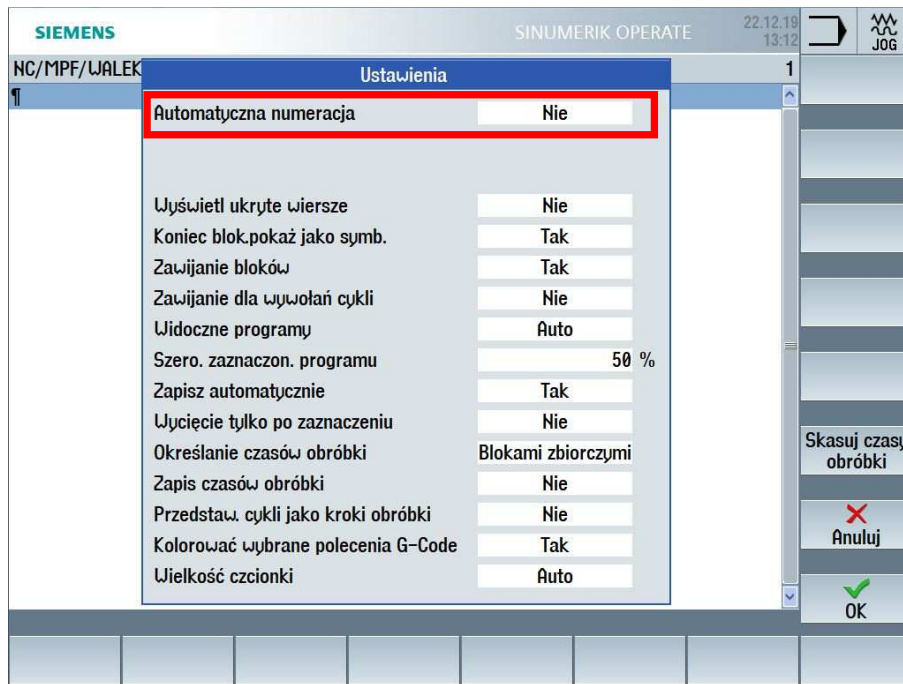 SIEMENS SINUMERIK OPERATE 22.12.19 13:12 JOG
NC/MPF/WALEK 1
¶
Ustawienia
Automatyczna numeracja Nie
Wyświetl ukryte wiersze Nie
Koniec blok.pokaż jako symb. Tak
Zawijanie bloków Tak
Zawijanie dla wywołań cykli Nie
Widoczne programy Auto
Szero. zaznaczon. programu 50 %
Zapisz automatycznie Tak
Wycięcie tylko po zaznaczeniu Nie
Określanie czasów obróbki Blokami zbiorczymi
Zapis czasów obróbki Nie
Przedstaw. cykli jako kroki obróbki Nie
Kolorować wybrane polecenia G-Code Tak
Wielkość czcionki Auto
Skasuj czasy
obróbki
Anuluj
OK